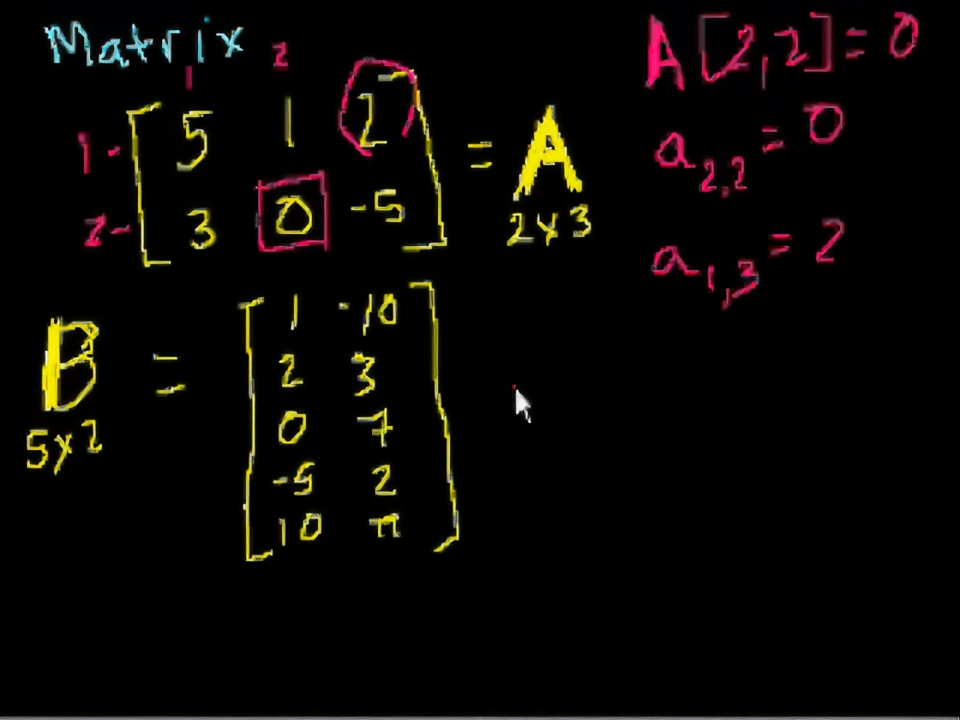 Matrix
1 2
1- [5 1 2] = A
2- [3 0 -5] 2x3
A[2,2] = 0
a2,2 = 0
a1,3 = 2
B = [1 -10
2 3
0 7
-5 2
10 π]
5x2